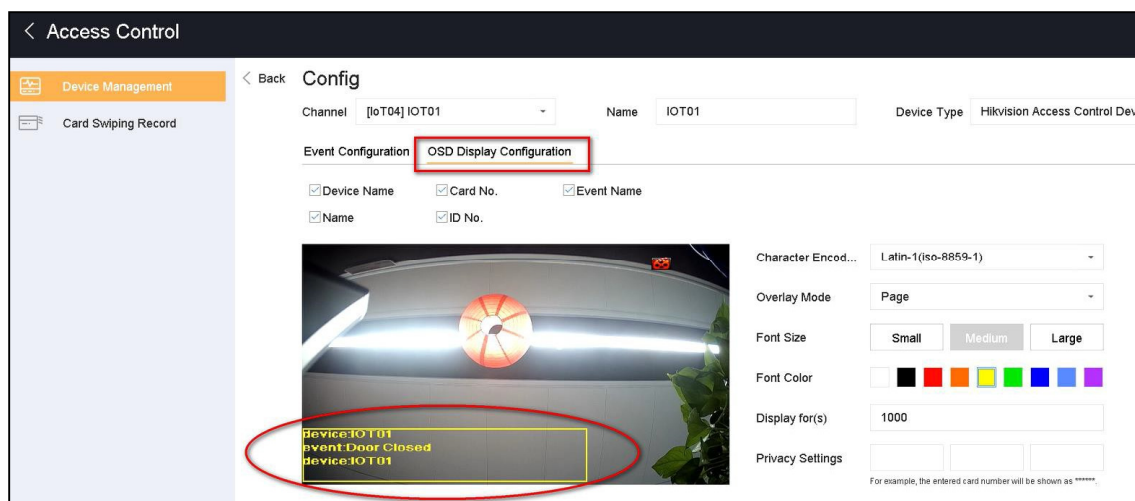 < Access Control
Device Management
Card Swiping Record
< Back
Config
Channel [IoT04] IOT01 Name IOT01 Device Type Hikvision Access Control Dev
Event Configuration OSD Display Configuration
Device Name Card No. Event Name
Name ID No.
Character Encod... Latin-1(iso-8859-1)
Overlay Mode Page
Font Size Small Medium Large
Font Color
Display for(s) 1000
Privacy Settings
For example, the entered card number will be shown as ******.
device:IOT01
event:Door Closed
device:IOT01